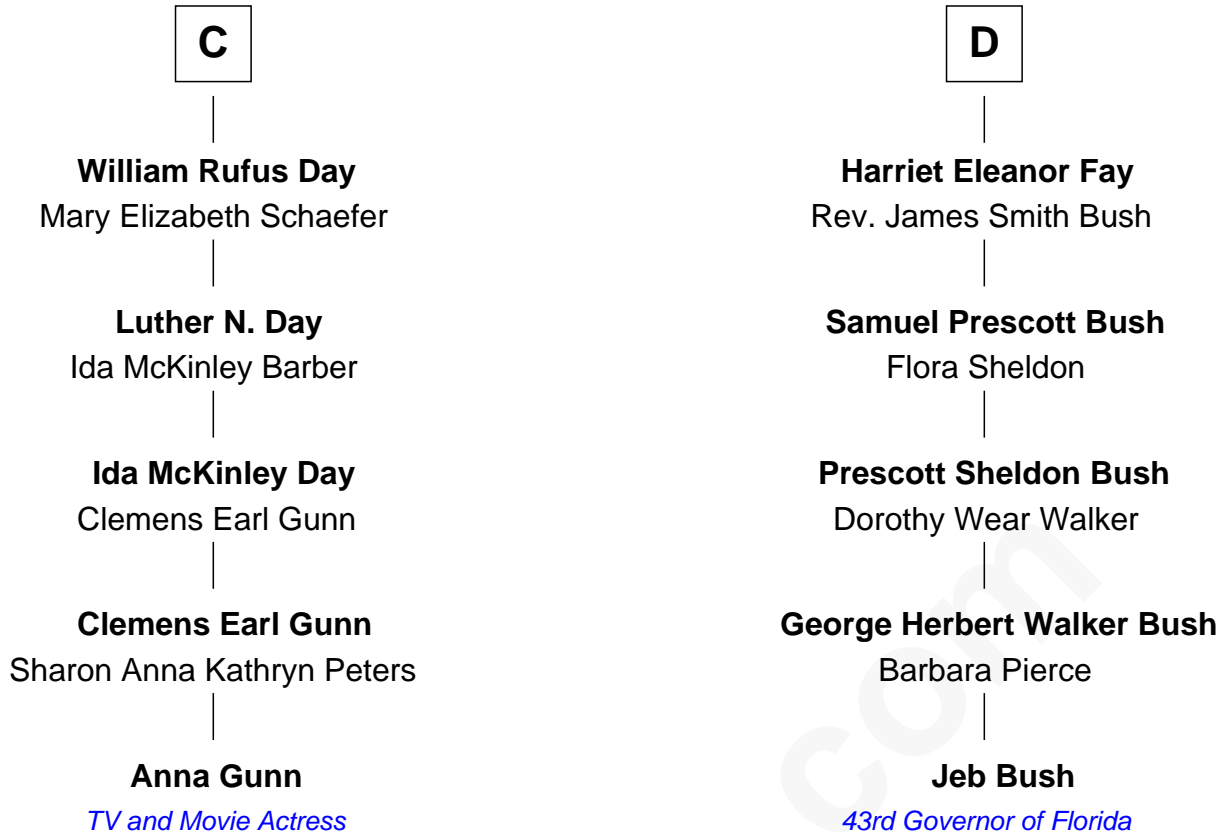 C
William Rufus Day
Mary Elizabeth Schaefer
Luther N. Day
Ida McKinley Barber
Ida McKinley Day
Clemens Earl Gunn
Clemens Earl Gunn
Sharon Anna Kathryn Peters
Anna Gunn
TV and Movie Actress
D
Harriet Eleanor Fay
Rev. James Smith Bush
Samuel Prescott Bush
Flora Sheldon
Prescott Sheldon Bush
Dorothy Wear Walker
George Herbert Walker Bush
Barbara Pierce
Jeb Bush
43rd Governor of Florida
com